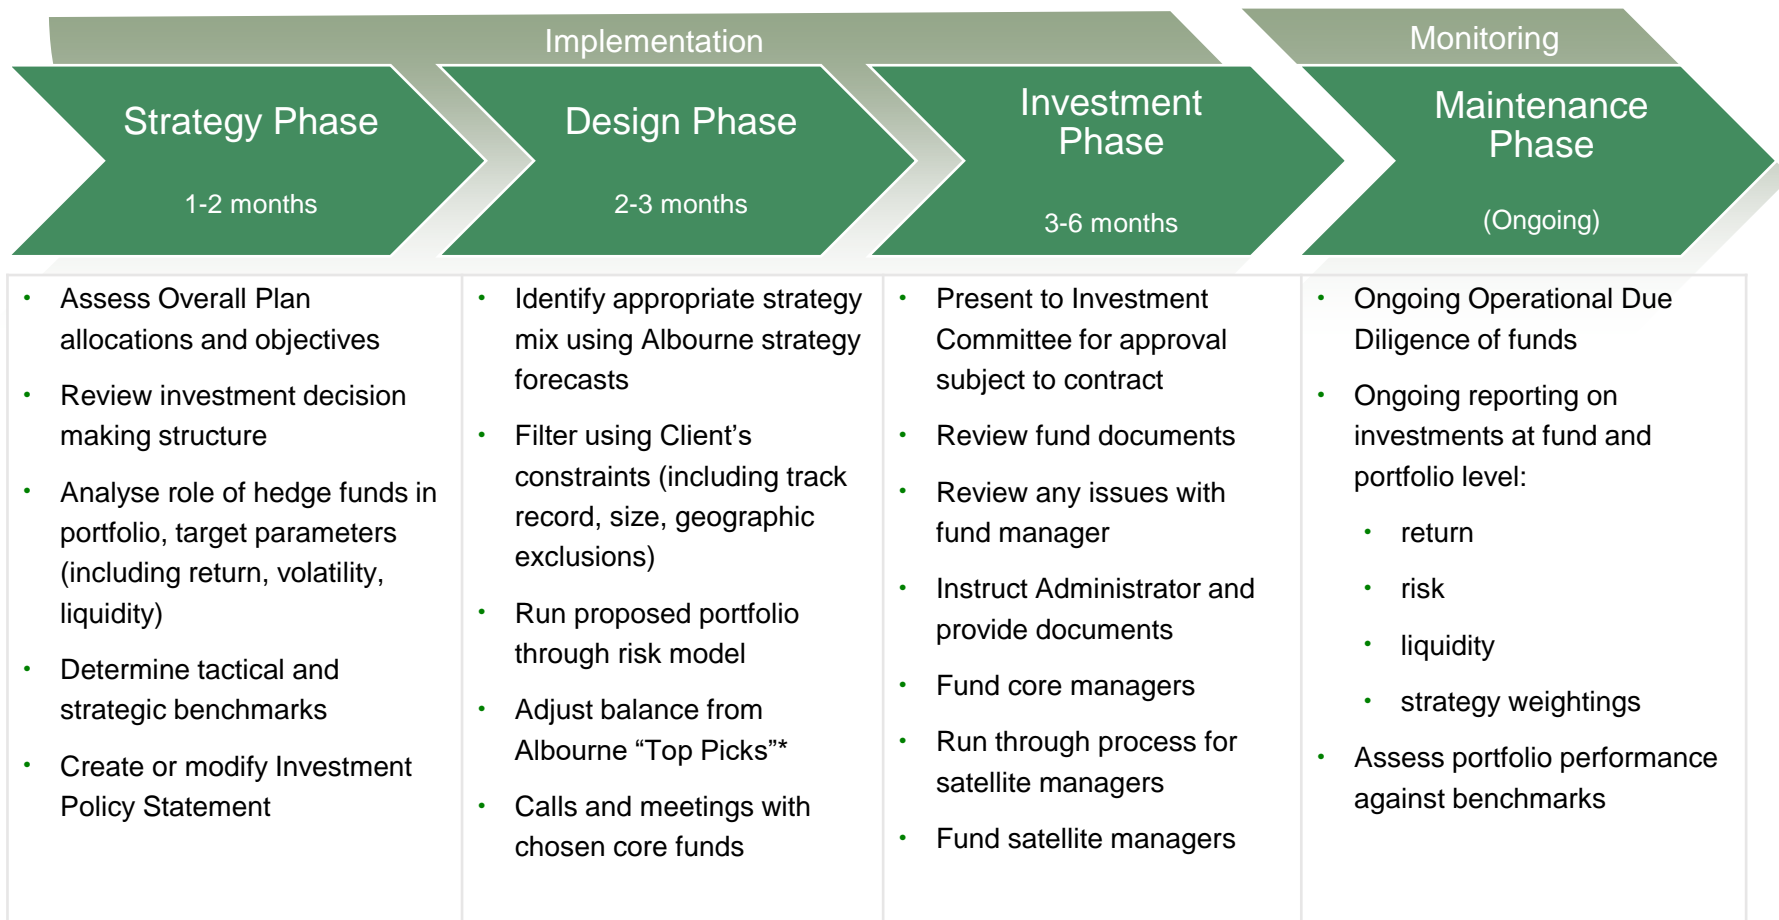 Implementation
Monitoring
Strategy Phase
1-2 months
Design Phase
2-3 months
Investment
Phase
3-6 months
Maintenance
Phase
(Ongoing)
• Assess Overall Plan
allocations and objectives
• Review investment decision
making structure
• Analyse role of hedge funds in
portfolio, target parameters
(including return, volatility,
liquidity)
• Determine tactical and
strategic benchmarks
• Create or modify Investment
Policy Statement
• Identify appropriate strategy
mix using Albourne strategy
forecasts
• Filter using Client’s
constraints (including track
record, size, geographic
exclusions)
• Run proposed portfolio
through risk model
• Adjust balance from
Albourne “Top Picks”*
• Calls and meetings with
chosen core funds
• Present to Investment
Committee for approval
subject to contract
• Review fund documents
• Review any issues with
fund manager
• Instruct Administrator and
provide documents
• Fund core managers
• Run through process for
satellite managers
• Fund satellite managers
• Ongoing Operational Due
Diligence of funds
• Ongoing reporting on
investments at fund and
portfolio level:
• return
• risk
• liquidity
• strategy weightings
• Assess portfolio performance
against benchmarks